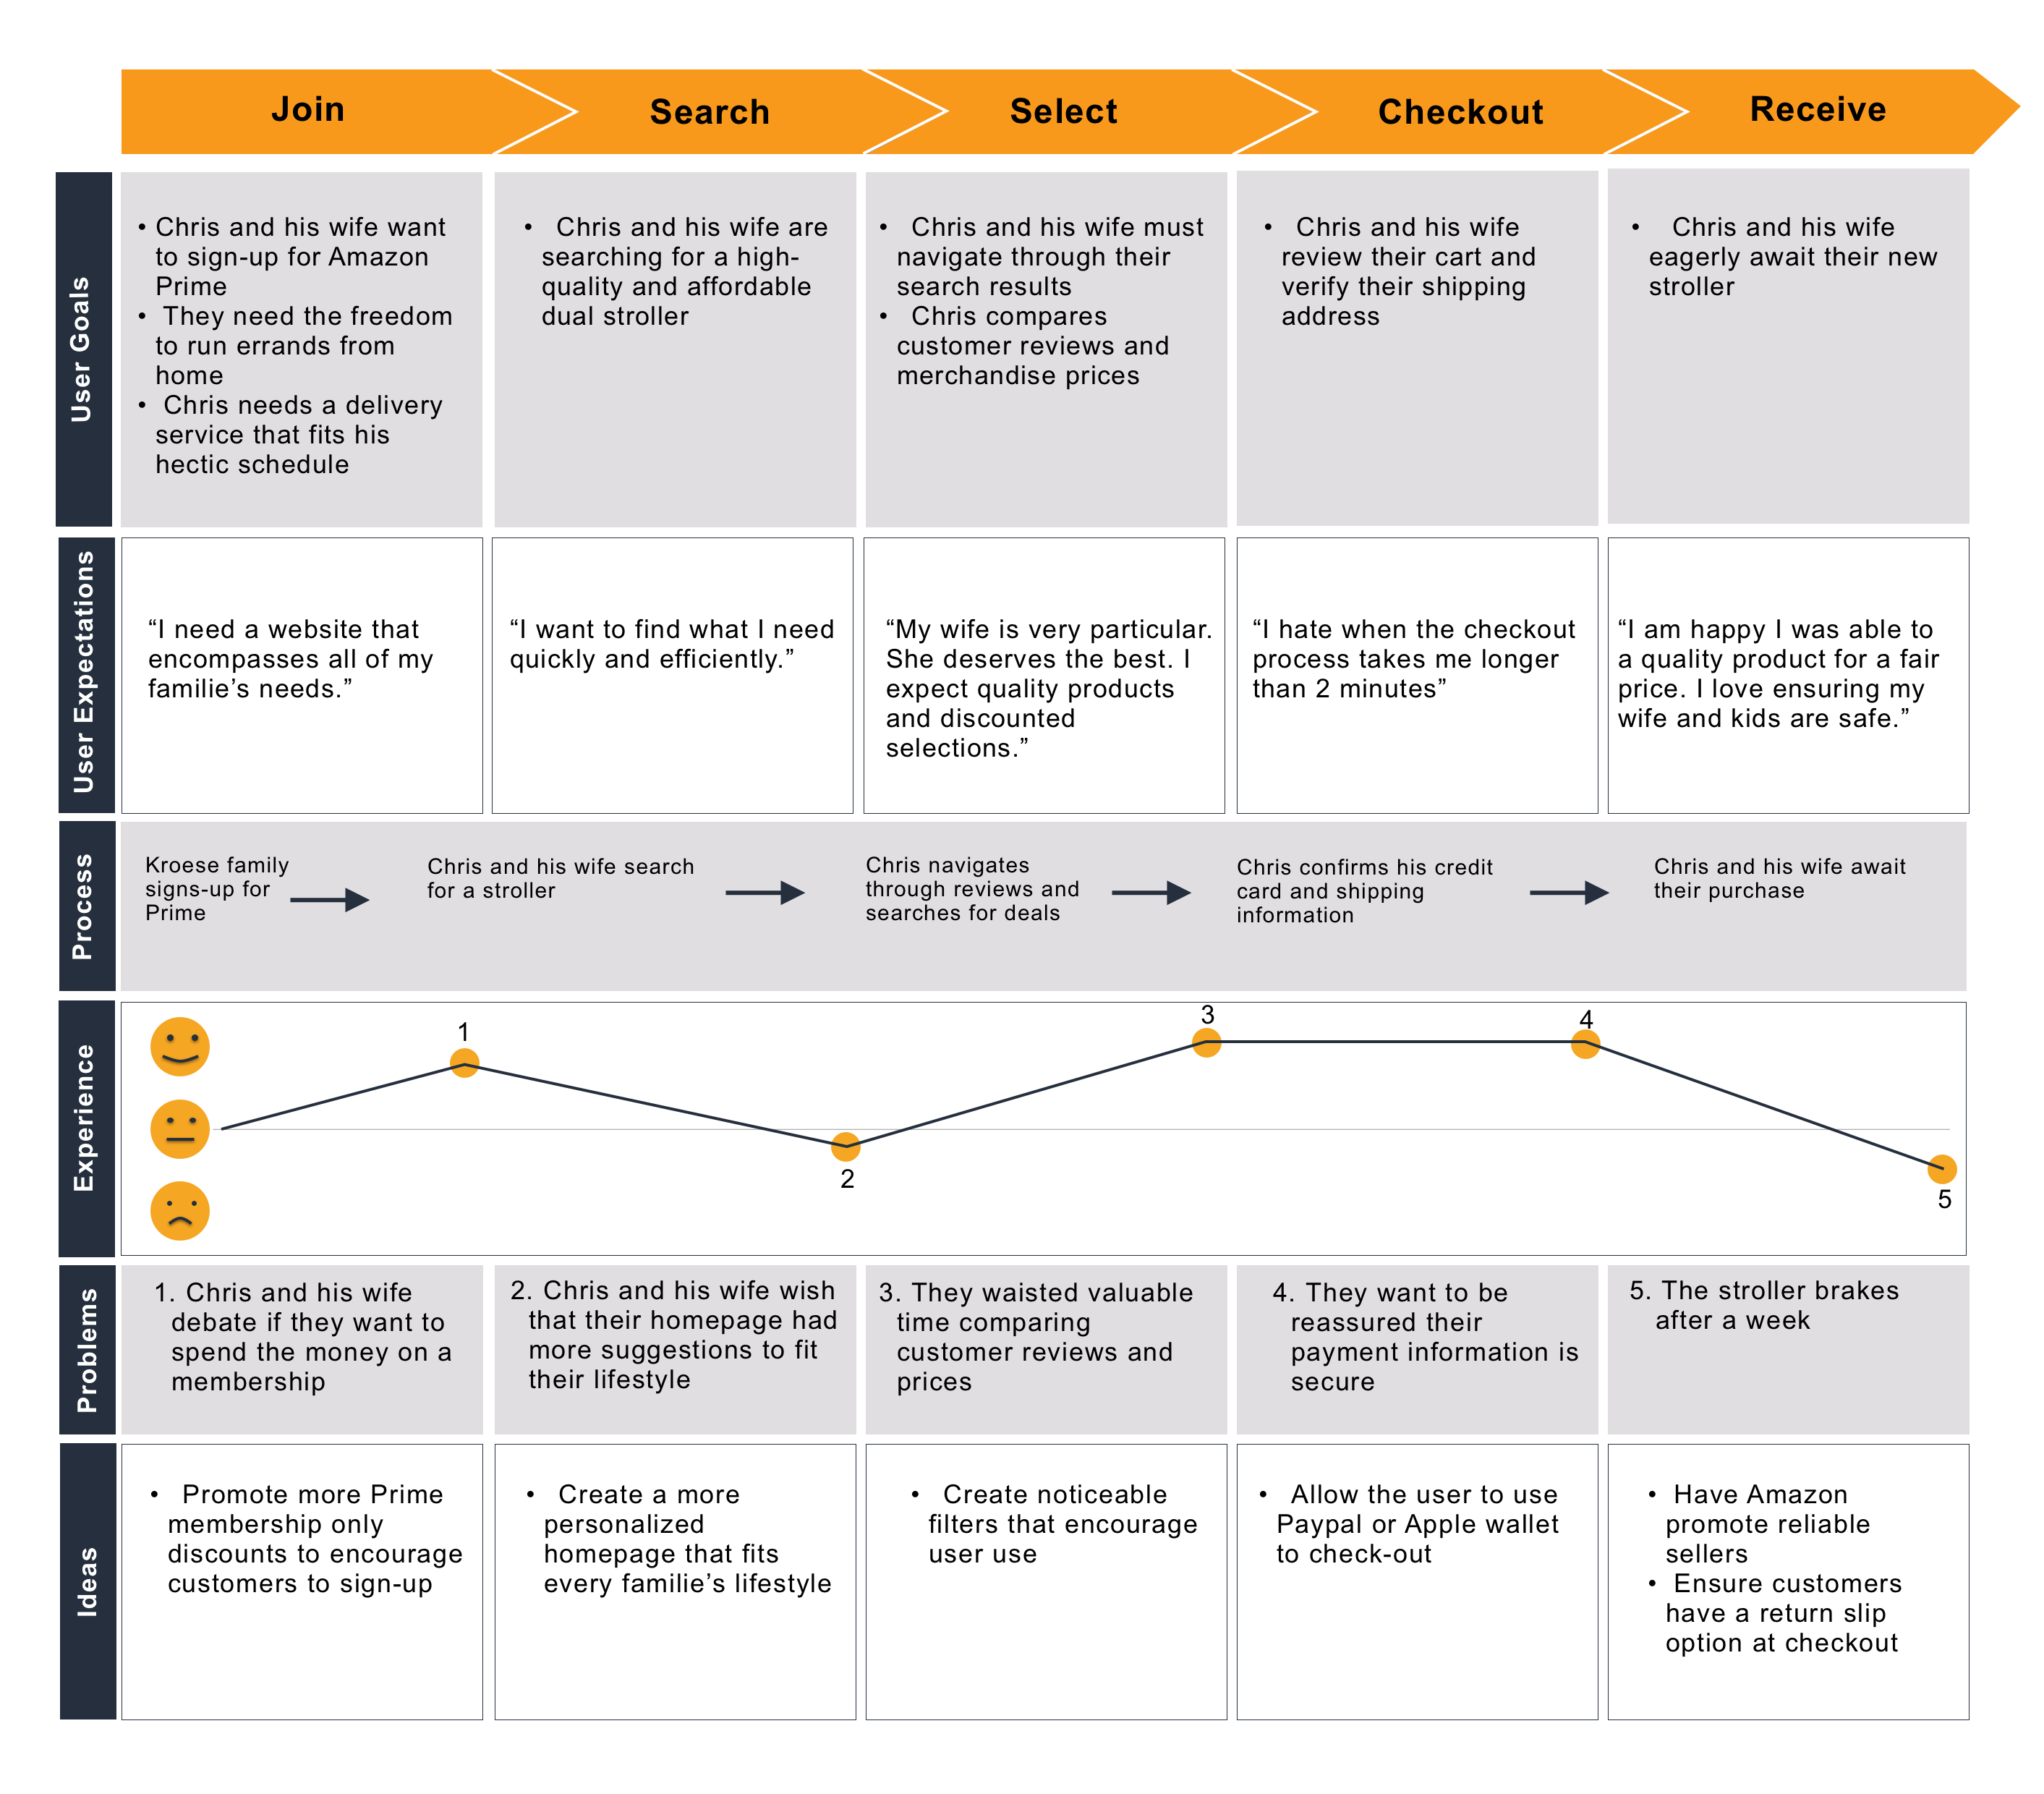 Join
Search
Select
Checkout
Receive
User Goals
• Chris and his wife want
to sign-up for Amazon
Prime
• They need the freedom
to run errands from
home
• Chris needs a delivery
service that fits his
hectic schedule
• Chris and his wife are
searching for a high-
quality and affordable
dual stroller
• Chris and his wife must
navigate through their
search results
• Chris compares
customer reviews and
merchandise prices
• Chris and his wife
review their cart and
verify their shipping
address
• Chris and his wife
eagerly await their new
stroller
User Expectations
“I need a website that
encompasses all of my
familie’s needs.”
“I want to find what I need
quickly and efficiently.”
“My wife is very particular.
She deserves the best. I
expect quality products
and discounted
selections.”
“I hate when the checkout
process takes me longer
than 2 minutes”
“I am happy I was able to
a quality product for a fair
price. I love ensuring my
wife and kids are safe.”
Process
Kroese family
signs-up for
Prime
Chris and his wife search
for a stroller
Chris navigates
through reviews and
searches for deals
Chris confirms his credit
card and shipping
information
Chris and his wife await
their purchase
Experience
1
2
3
4
5
Problems
1. Chris and his wife
debate if they want to
spend the money on a
membership
2. Chris and his wife wish
that their homepage had
more suggestions to fit
their lifestyle
3. They waisted valuable
time comparing
customer reviews and
prices
4. They want to be
reassured their
payment information is
secure
5. The stroller brakes
after a week
Ideas
• Promote more Prime
membership only
discounts to encourage
customers to sign-up
• Create a more
personalized
homepage that fits
every familie’s lifestyle
• Create noticeable
filters that encourage
user use
• Allow the user to use
Paypal or Apple wallet
to check-out
• Have Amazon
promote reliable
sellers
• Ensure customers
have a return slip
option at checkout